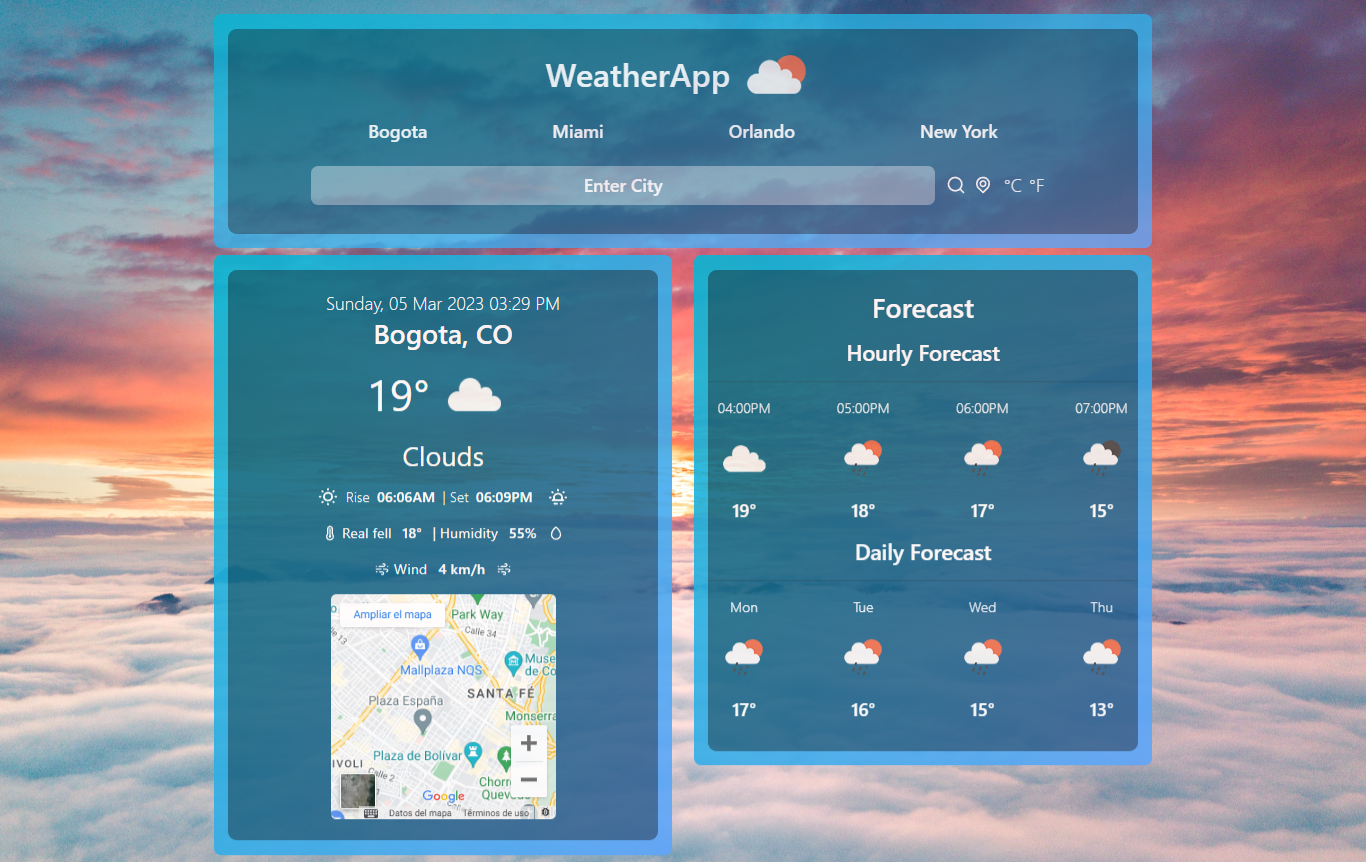 WeatherApp
Bogota Miami Orlando New York
Enter City °C °F
Sunday, 05 Mar 2023 03:29 PM
Bogota, CO
19°
Clouds
Rise 06:06AM | Set 06:09PM
Real fell 18° | Humidity 55%
Wind 4 km/h
Ampliar el mapa
Park Way
Calle 34
Mallplaza NQS
Muse
de Co
SANTA FÉ
Plaza España
Monserra
Plaza de Bolívar
IVOLI
Calle 2
Chorr
Quevedo
Google
Datos del mapa Términos de uso
Forecast
Hourly Forecast
04:00PM 05:00PM 06:00PM 07:00PM
19° 18° 17° 15°
Daily Forecast
Mon Tue Wed Thu
17° 16° 15° 13°